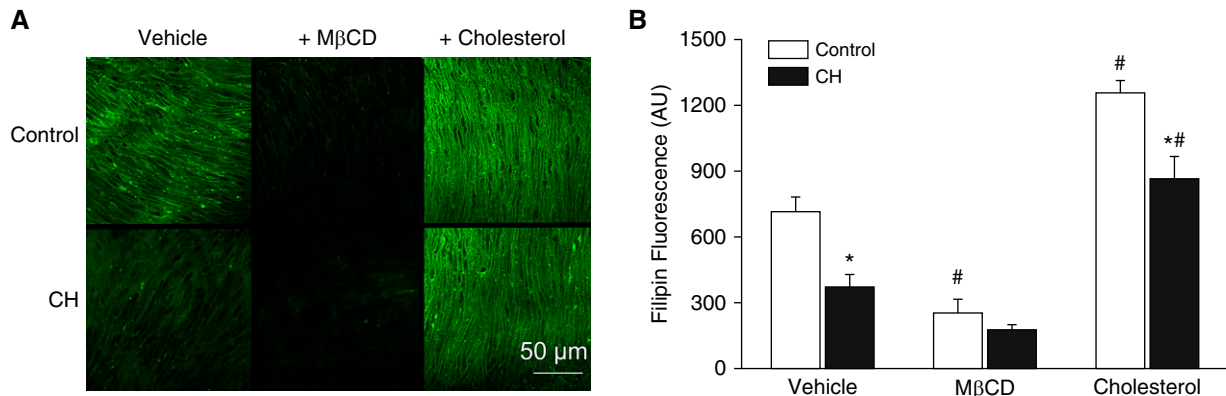 A
Vehicle
+ MβCD
+ Cholesterol
Control
CH
50 µm
B
Filipin Fluorescence (AU)
1500
1200
900
600
300
0
Control
CH
*
#
#
*#
Vehicle
MβCD
Cholesterol